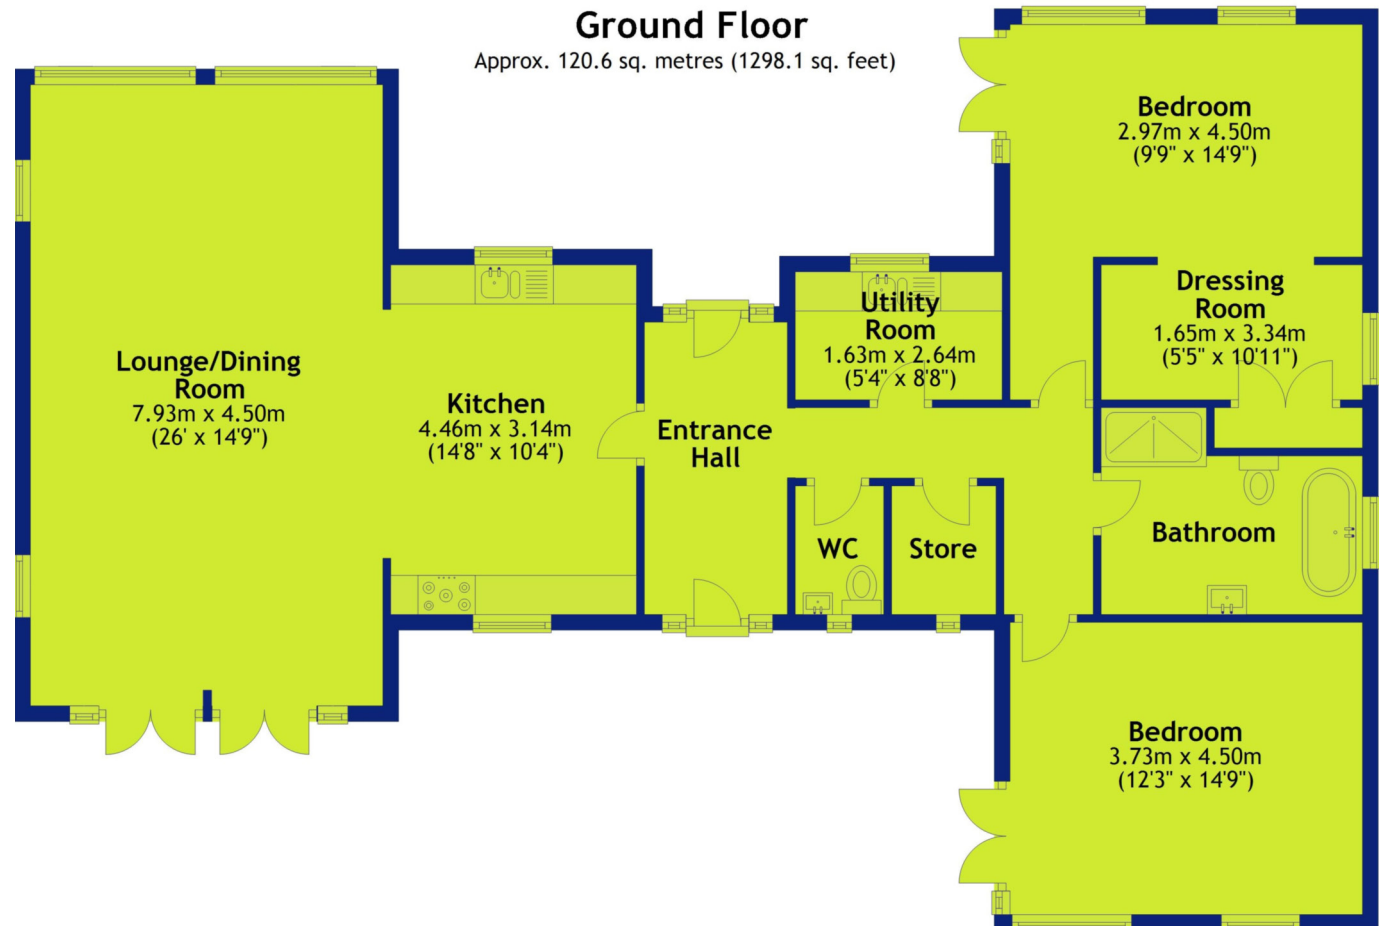 Ground Floor
Approx. 120.6 sq. metres (1298.1 sq. feet)
Bedroom
2.97m x 4.50m
(9'9" x 14'9")
Dressing
Room
1.65m x 3.34m
(5'5" x 10'11")
Utility
Room
1.63m x 2.64m
(5'4" x 8'8")
Lounge/Dining
Room
7.93m x 4.50m
(26' x 14'9")
Kitchen
4.46m x 3.14m
(14'8" x 10'4")
Entrance
Hall
WC
Store
Bathroom
Bedroom
3.73m x 4.50m
(12'3" x 14'9")